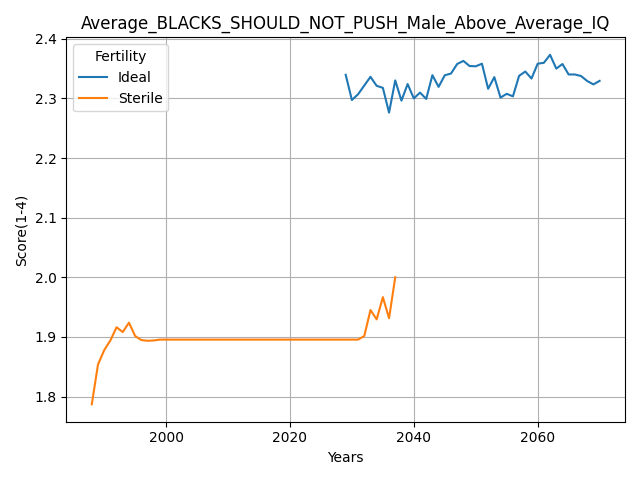 Average_BLACKS_SHOULD_NOT_PUSH_Male_Above_Average_IQ
Fertility
Ideal
Sterile
Score(1-4)
2.4
2.3
2.2
2.1
2.0
1.9
1.8
2000 2020 2040 2060
Years